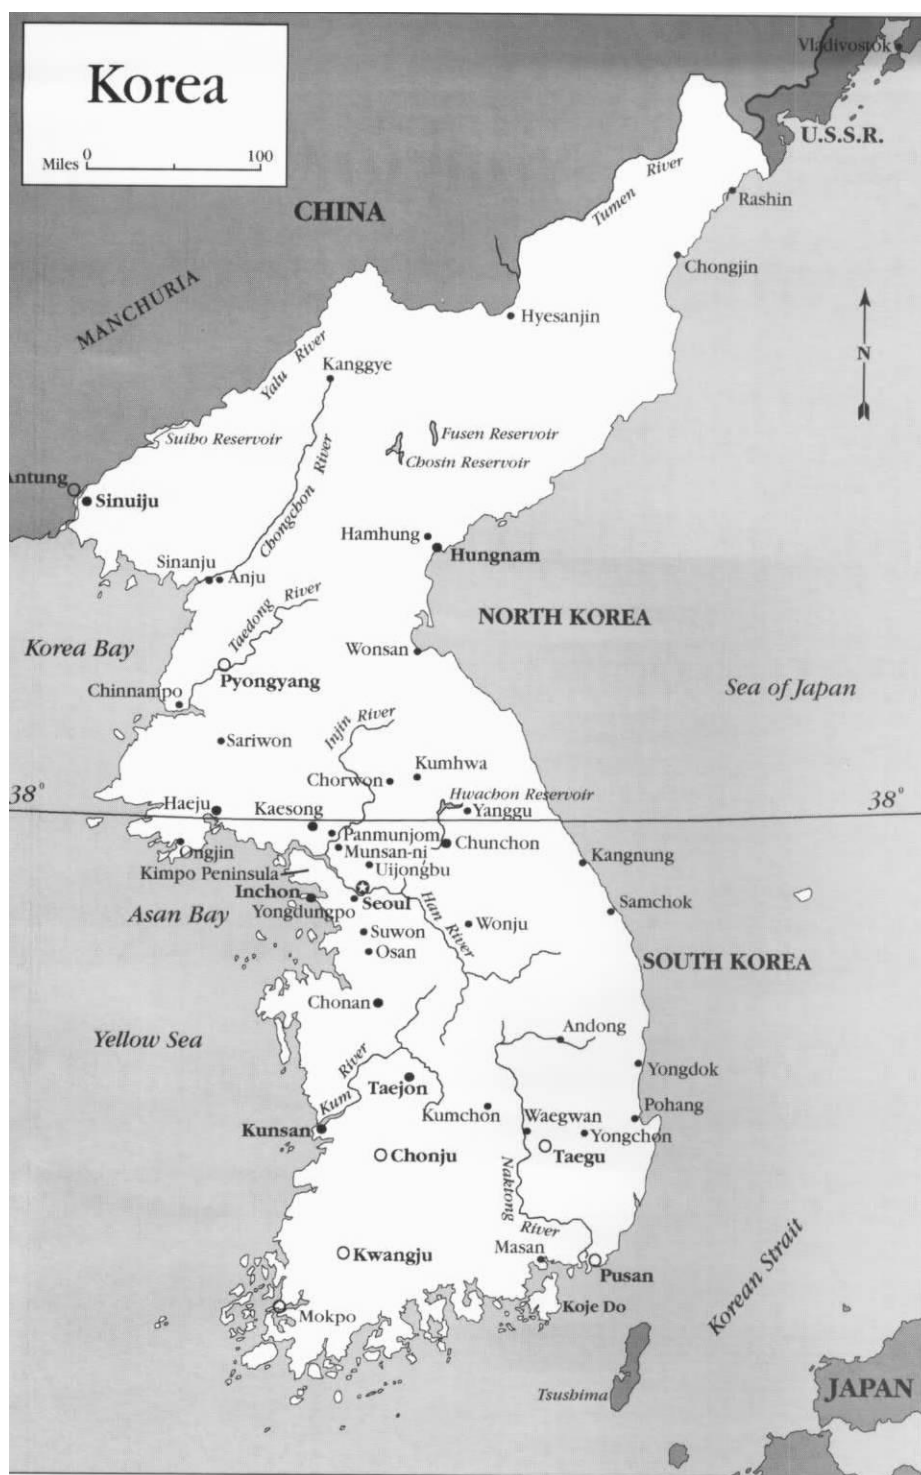 Korea
Miles 0 100
Vladivostok
U.S.S.R.
Tumen River
Rashin
CHINA
Chongjin
MANCHURIA
Hyesanjin
N
Yalu River
Kanggye
Suiho Reservoir
Fusen Reservoir
Chosin Reservoir
Antung
Sinuiju
Chongchon River
Hamhung
Hungnam
Sinanju
Anju
Taedong River
NORTH KOREA
Korea Bay
Wonsan
Pyongyang
Sea of Japan
Chinnampo
Injin River
Sariwon
Kumhwa
Chorwon
38°
Hwachon Reservoir
38°
Haeju
Kaesong
Yanggu
Panmunjom
Chunchon
Ongjin
Munsan-ni
Kangnung
Kimpo Peninsula
Uijongbu
Inchon
Seoul
Han River
Samchok
Asan Bay
Yongdungpo
Wonju
Suwon
Osan
SOUTH KOREA
Chonan
Yellow Sea
Andong
Kum River
Yongdok
Taejon
Kumchon
Waegwan
Pohang
Kunsan
Yongchon
Chonju
Taegu
Naktong River
Kwangju
Masan
Pusan
Korean Strait
Mokpo
Koje Do
Tsushima
JAPAN